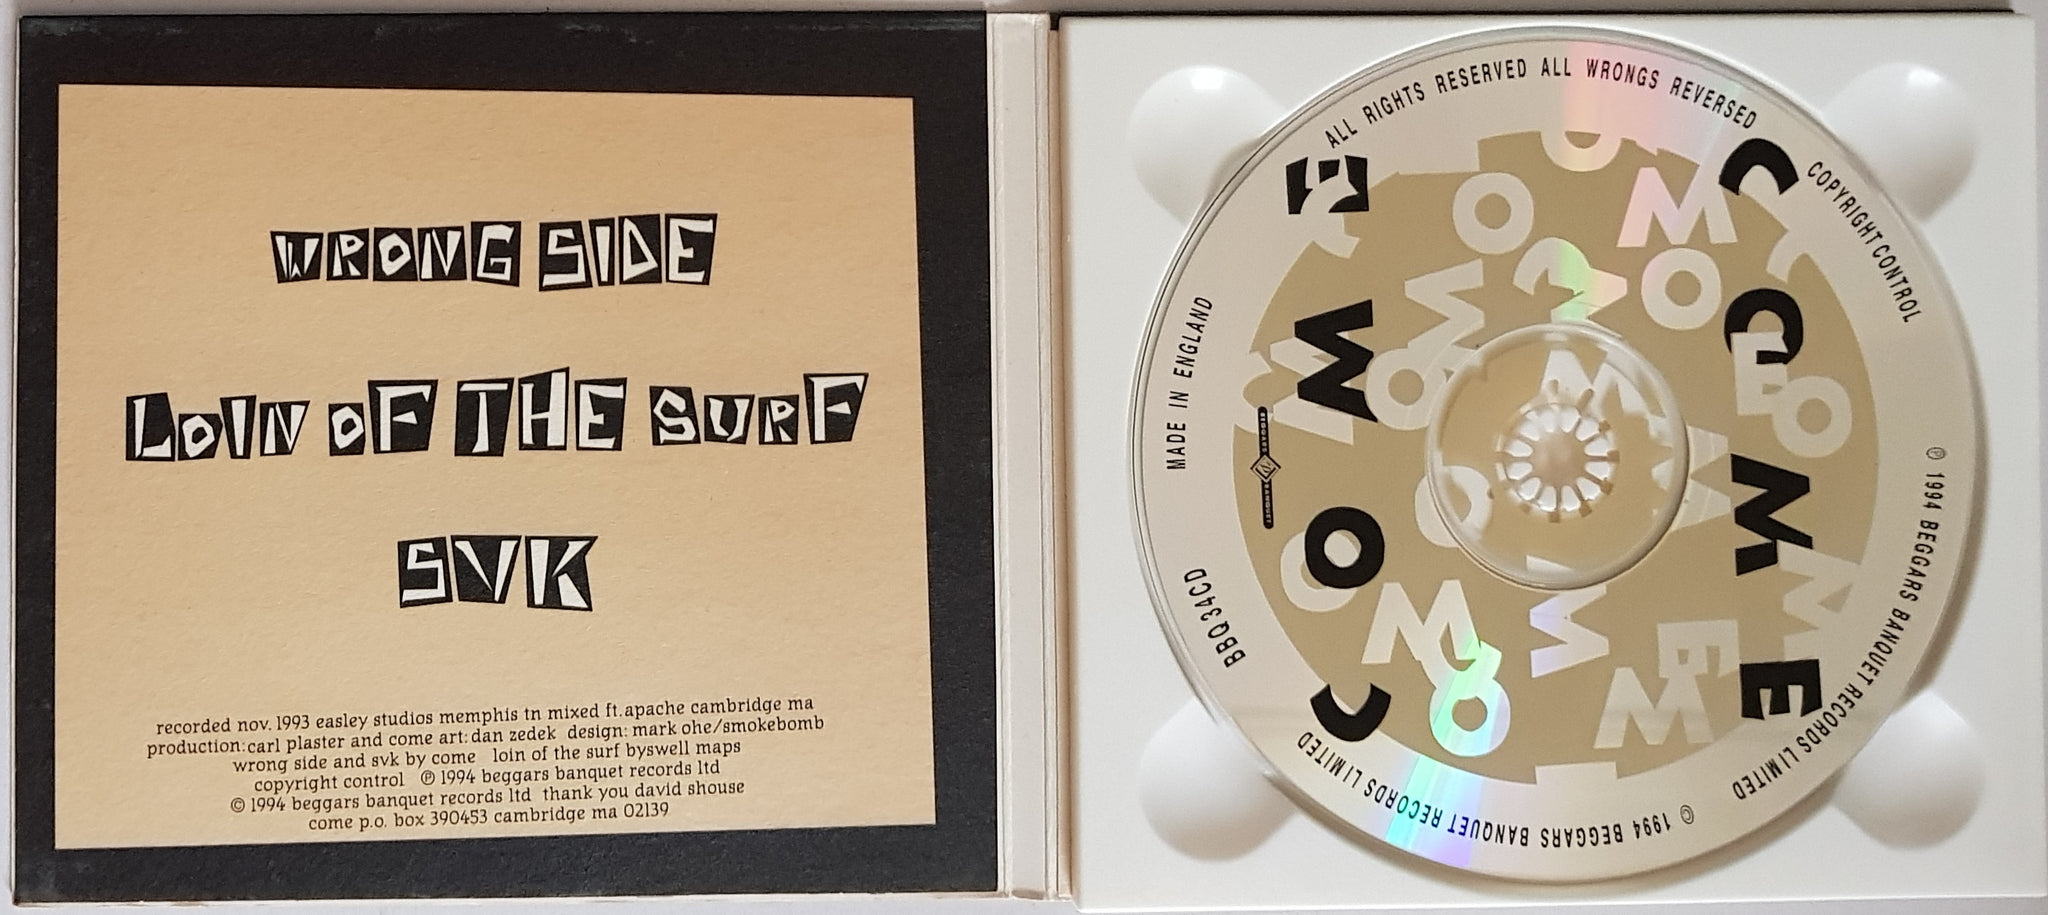 WRONG SIDE
LOIN OF THE SURF
SVK
recorded nov. 1993 easley studios memphis tn mixed ft.apache cambridge ma
production:carl plaster and come art:dan zedek design: mark ohe/smokebomb
wrong side and svk by come loin of the surf byswell maps
copyright control ℗ 1994 beggars banquet records ltd
© 1994 beggars banquet records ltd thank you david shouse
come p.o. box 390453 cambridge ma 02139
ALL RIGHTS RESERVED ALL WRONGS REVERSED
COPYRIGHT CONTROL
℗ 1994 BEGGARS BANQUET RECORDS LIMITED
© 1994 BEGGARS BANQUET RECORDS LIMITED
BBQ34CD
MADE IN ENGLAND
BEGGARS BANQUET
COME
COME